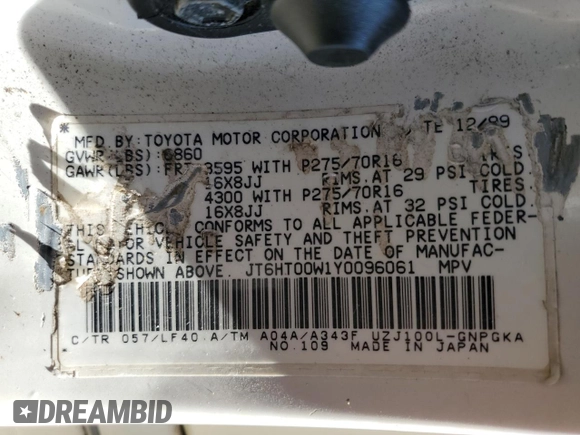 MFD.BY:TOYOTA MOTOR CORPORATION TE 12/99
GVWR BS): 6860
GAWR(LBS):FR 3595 WITH P275/70R16 TIRES
16X8JJ RIMS.AT 29 PSI COLD.
4300 WITH P275/70R16 TIRES.
16X8JJ RIMS.AT 32 PSI COLD.
THIS VEHICLE CONFORMS TO ALL APPLICABLE FEDER-
VEHICLE SAFETY AND THEFT PREVENTION
STANDARDS IN EFFECT ON THE DATE OF MANUFAC-
SHOWN ABOVE. JT6HT00W1Y0096061 MPV
C/TR 057/LF40 A/TM A04A/A343F UZJ100L-GNPGKA
NO.109 MADE IN JAPAN
DREAMBID